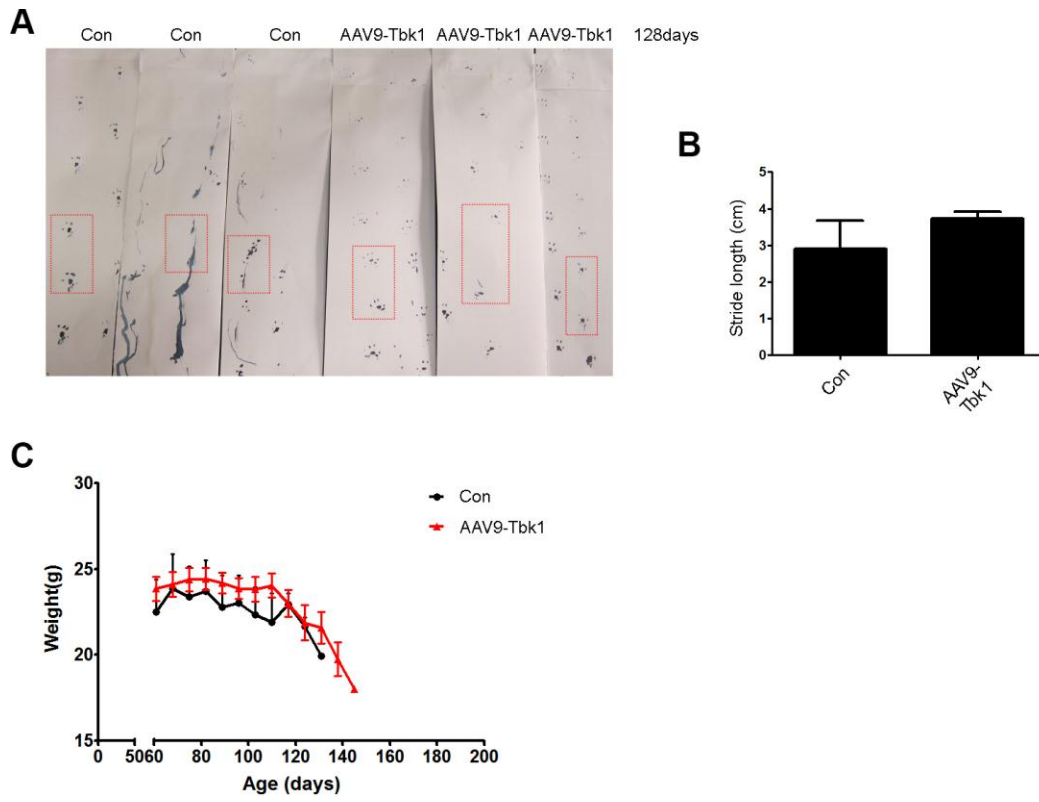 A
Con Con Con AAV9-Tbk1 AAV9-Tbk1 AAV9-Tbk1 128days
B
Stride length (cm)
5
4
3
2
1
0
Con
AAV9-
Tbk1
C
Weight(g)
30
25
20
15
Con
AAV9-Tbk1
0 50 60 80 100 120 140 160 180 200
Age (days)